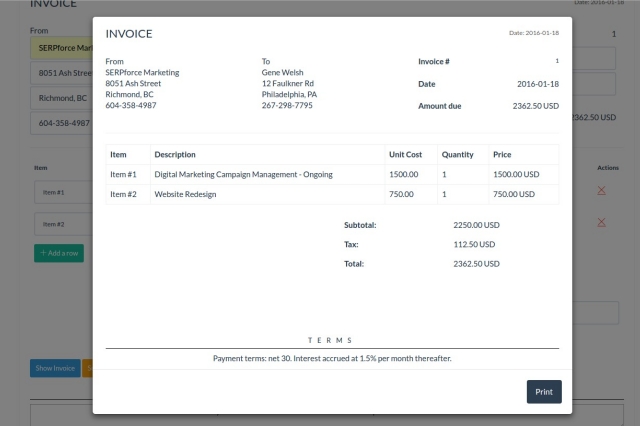 INVOICE
Date: 2016-01-18
From
1
SERPforce Mar
8051 Ash Stree
Richmond, BC
604-358-4987
2362.50 USD
Item
Actions
Item #1
Item #2
+ Add a row
Show Invoice
INVOICE
Date: 2016-01-18
From
SERPforce Marketing
8051 Ash Street
Richmond, BC
604-358-4987
To
Gene Welsh
12 Faulkner Rd
Philadelphia, PA
267-298-7795
Invoice # 1
Date 2016-01-18
Amount due 2362.50 USD
Item Description Unit Cost Quantity Price
Item #1 Digital Marketing Campaign Management - Ongoing 1500.00 1 1500.00 USD
Item #2 Website Redesign 750.00 1 750.00 USD
Subtotal: 2250.00 USD
Tax: 112.50 USD
Total: 2362.50 USD
TERMS
Payment terms: net 30. Interest accrued at 1.5% per month thereafter.
Print